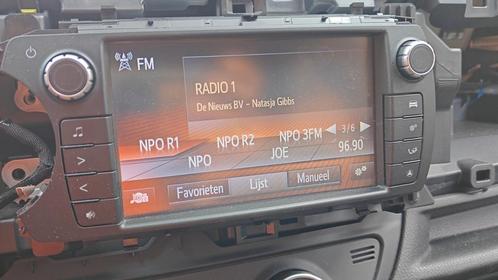 FM
RADIO 1
De Nieuws BV - Natasja Gibbs
NPO R1 NPO R2 NPO 3FM 3/6
NPO JOE 96.90
Favorieten Lijst Manueel